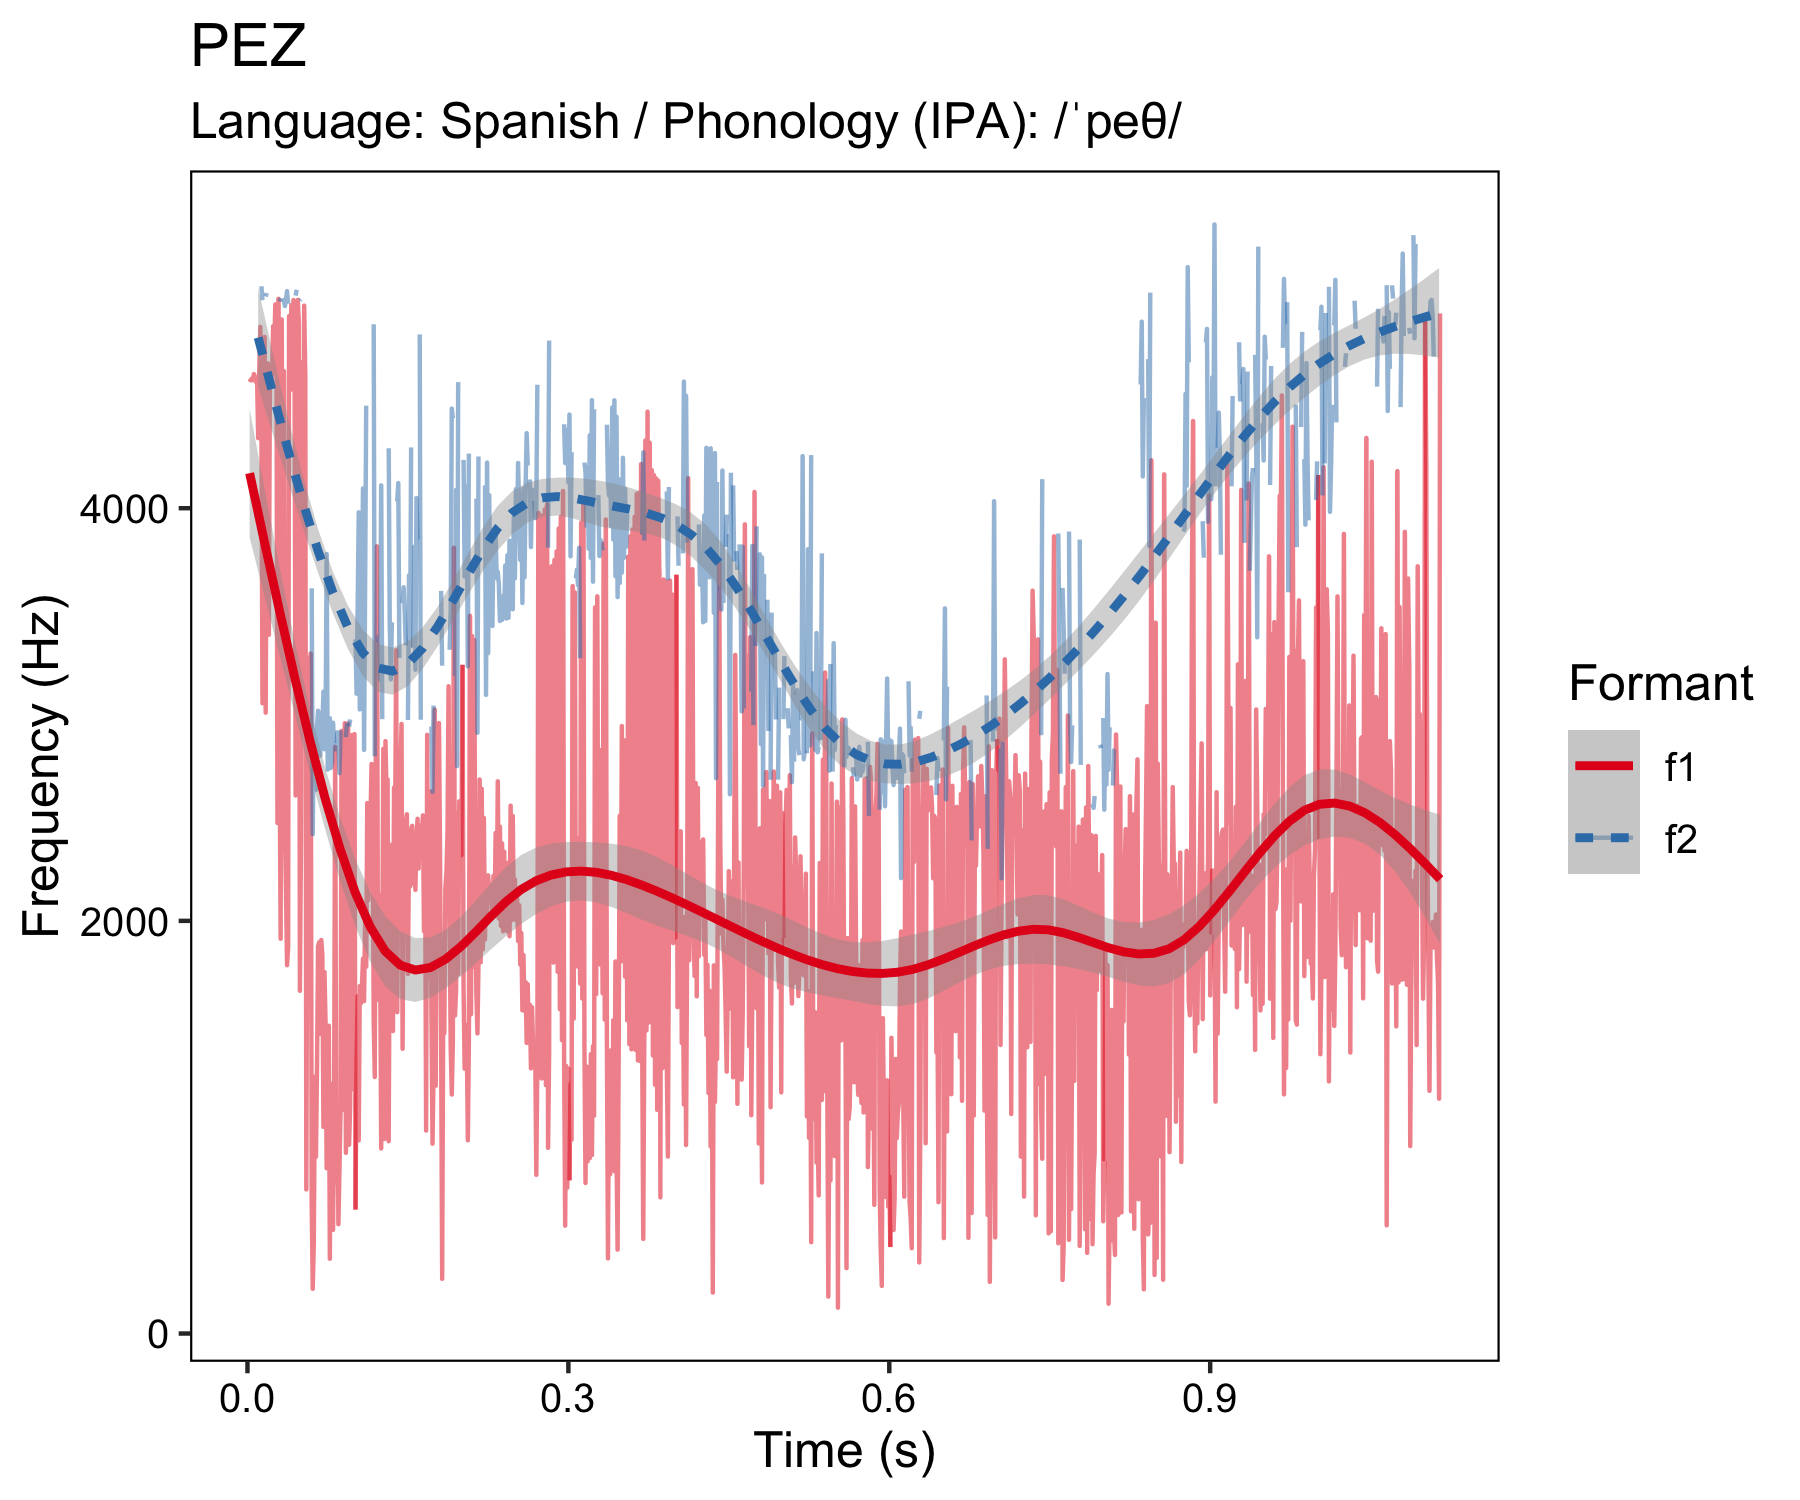 PEZ
Language: Spanish / Phonology (IPA): /ˈpeθ/
Frequency (Hz)
4000
2000
0
0.0 0.3 0.6 0.9
Time (s)
Formant
f1
f2